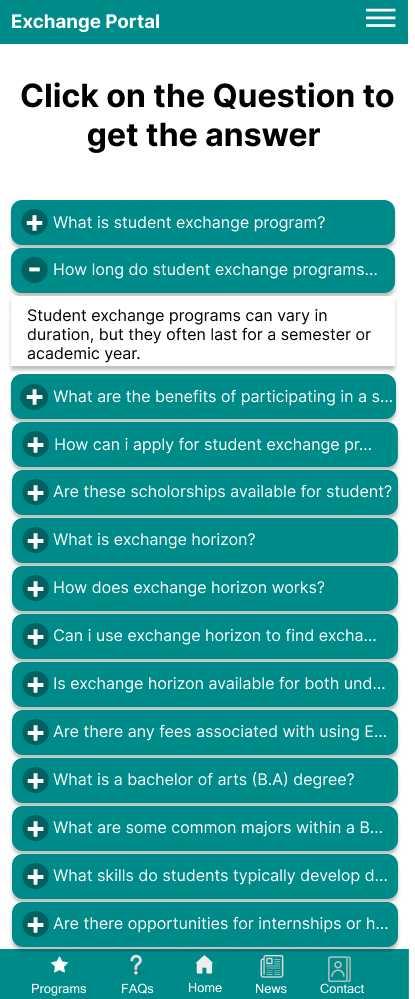 Exchange Portal
Click on the Question to
get the answer
What is student exchange program?
How long do student exchange programs...
Student exchange programs can vary in
duration, but they often last for a semester or
academic year.
What are the benefits of participating in a s...
How can i apply for student exchange pr...
Are these scholorships available for student?
What is exchange horizon?
How does exchange horizon works?
Can i use exchange horizon to find excha...
Is exchange horizon available for both und...
Are there any fees associated with using E...
What is a bachelor of arts (B.A) degree?
What are some common majors within a B...
What skills do students typically develop d...
Are there opportunities for internships or h...
Programs FAQs Home News Contact